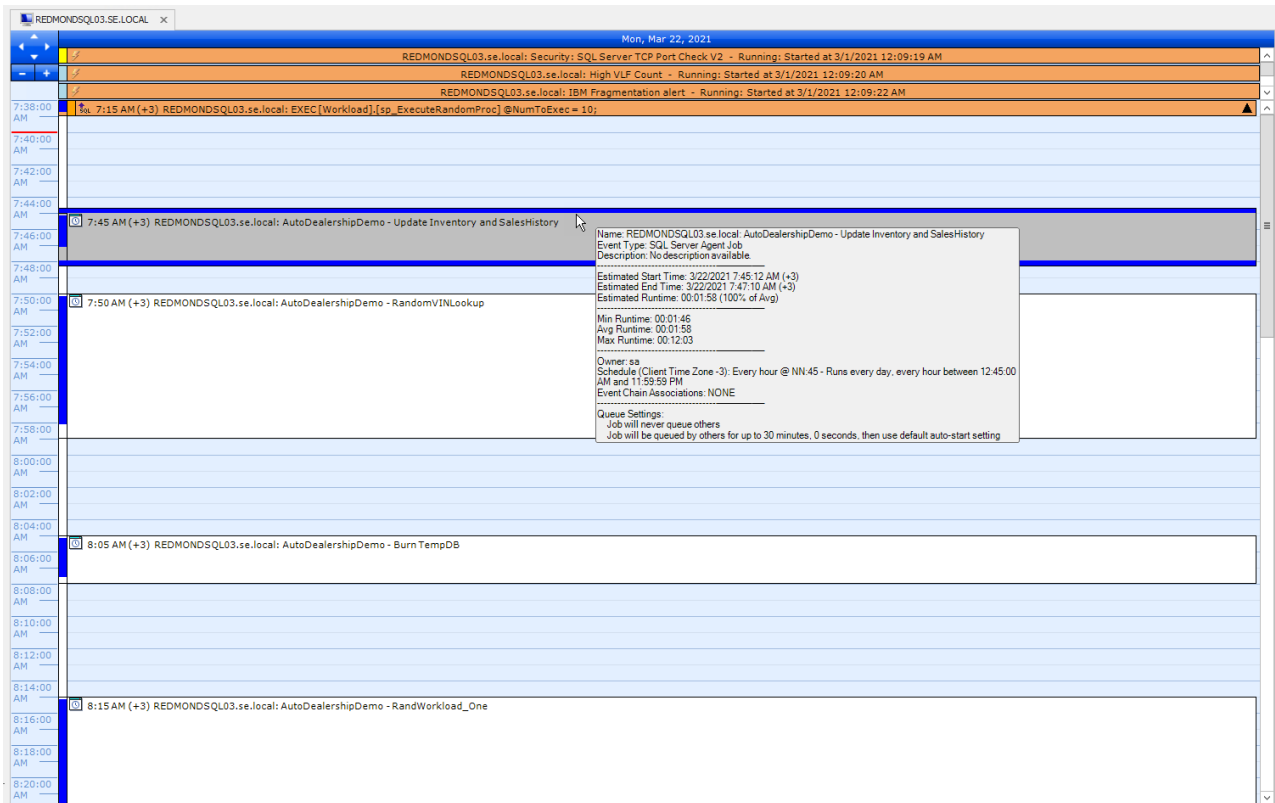 REDMONDSQL03.SE.LOCAL ×
Mon, Mar 22, 2021
REDMONDSQL03.se.local: Security: SQL Server TCP Port Check V2 - Running: Started at 3/1/2021 12:09:19 AM
- +
REDMONDSQL03.se.local: High VLF Count - Running: Started at 3/1/2021 12:09:20 AM
REDMONDSQL03.se.local: IBM Fragmentation alert - Running: Started at 3/1/2021 12:09:22 AM
7:38:00
AM
SQL 7:15 AM (+3) REDMONDSQL03.se.local: EXEC [Workload].[sp_ExecuteRandomProc] @NumToExec = 10;
7:40:00
AM
7:42:00
AM
7:44:00
AM
7:45 AM (+3) REDMONDSQL03.se.local: AutoDealershipDemo - Update Inventory and SalesHistory
7:46:00
AM
Name: REDMONDSQL03.se.local: AutoDealershipDemo - Update Inventory and SalesHistory
Event Type: SQL Server Agent Job
Description: No description available.
Estimated Start Time: 3/22/2021 7:45:12 AM (+3)
Estimated End Time: 3/22/2021 7:47:10 AM (+3)
Estimated Runtime: 00:01:58 (100% of Avg)
Min Runtime: 00:01:46
Avg Runtime: 00:01:58
Max Runtime: 00:12:03
Owner: sa
Schedule (Client Time Zone -3): Every hour @ NN:45 - Runs every day, every hour between 12:45:00
AM and 11:59:59 PM
Event Chain Associations: NONE
Queue Settings:
Job will never queue others
Job will be queued by others for up to 30 minutes, 0 seconds, then use default auto-start setting
7:48:00
AM
7:50:00
AM
7:50 AM (+3) REDMONDSQL03.se.local: AutoDealershipDemo - RandomVINLookup
7:52:00
AM
7:54:00
AM
7:56:00
AM
7:58:00
AM
8:00:00
AM
8:02:00
AM
8:04:00
AM
8:05 AM (+3) REDMONDSQL03.se.local: AutoDealershipDemo - Burn TempDB
8:06:00
AM
8:08:00
AM
8:10:00
AM
8:12:00
AM
8:14:00
AM
8:15 AM (+3) REDMONDSQL03.se.local: AutoDealershipDemo - RandWorkload_One
8:16:00
AM
8:18:00
AM
8:20:00
AM